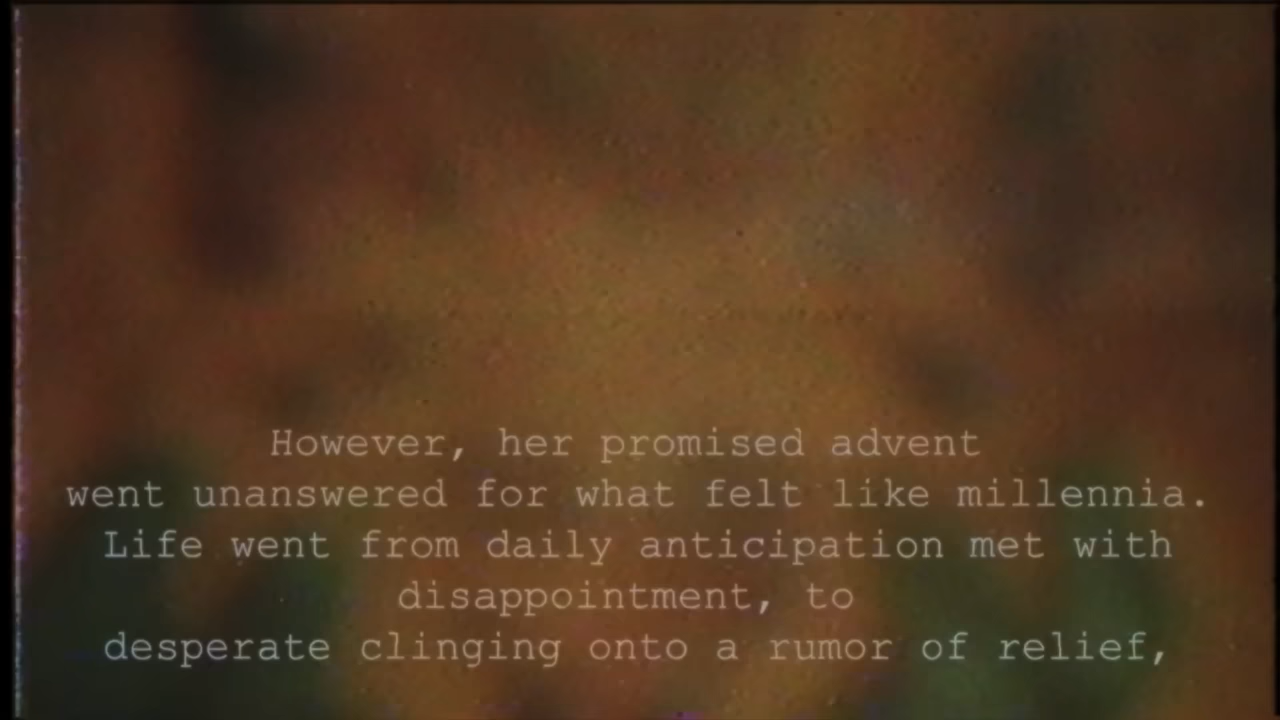 However, her promised advent
went unanswered for what felt like millennia.
Life went from daily anticipation met with
disappointment, to
desperate clinging onto a rumor of relief,